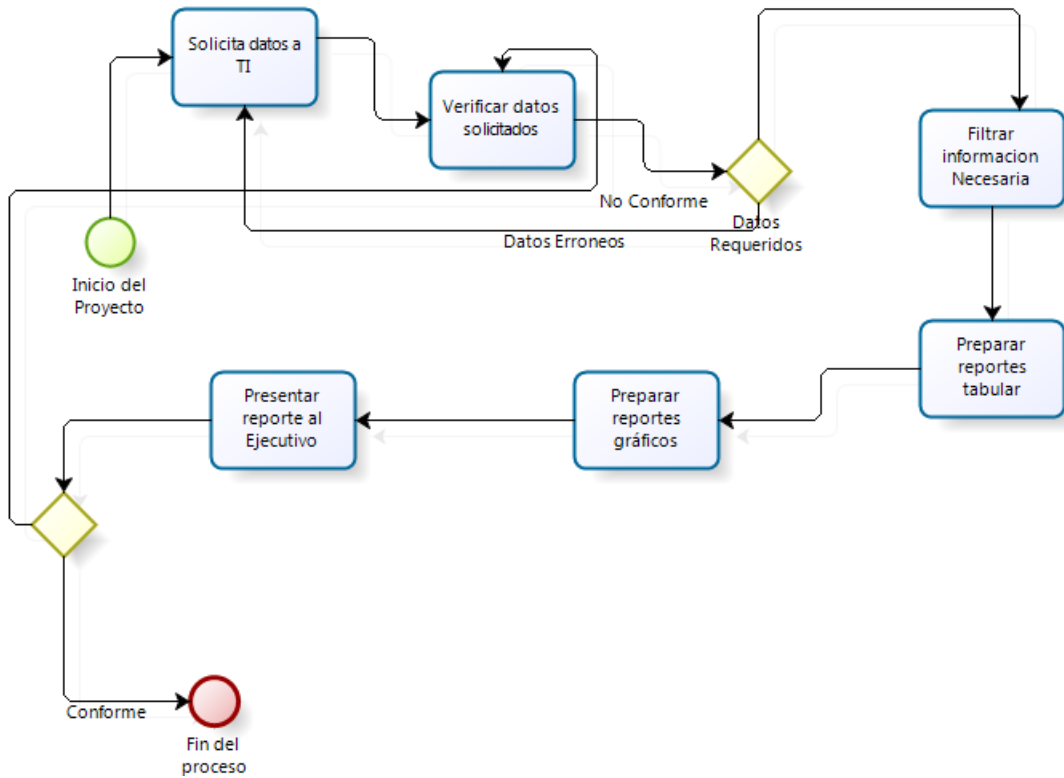 Solicita datos a
TI
Verificar datos
solicitados
Filtrar
informacion
Necesaria
No Conforme
Datos
Requeridos
Datos Erroneos
Inicio del
Proyecto
Preparar
reportes
tabular
Preparar
reportes
gráficos
Presentar
reporte al
Ejecutivo
Conforme
Fin del
proceso